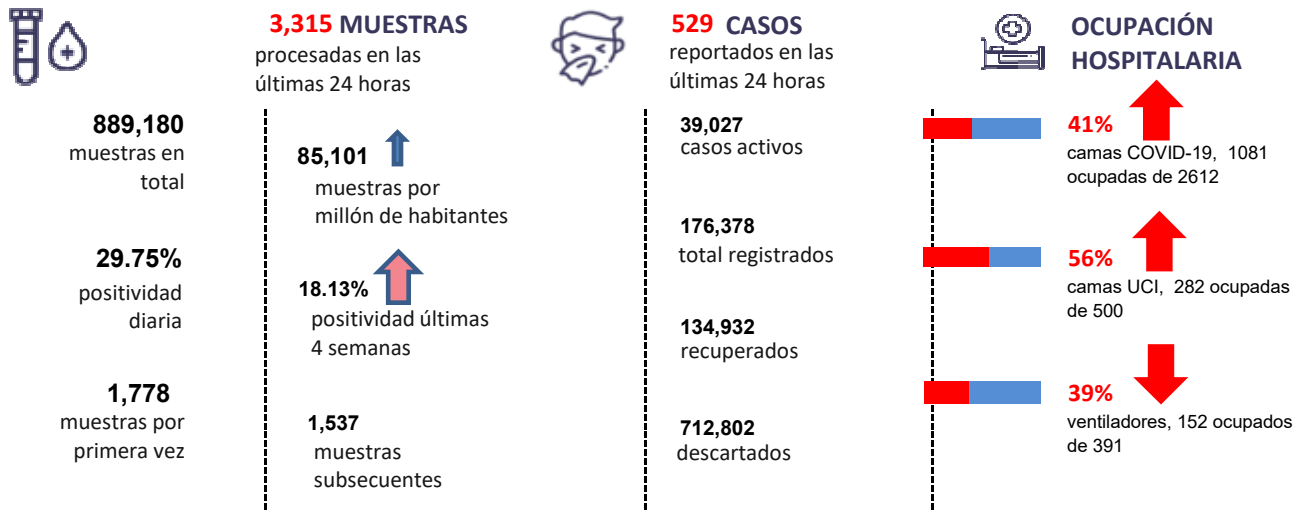 3,315 MUESTRAS
procesadas en las
últimas 24 horas
889,180
muestras en
total
29.75%
positividad
diaria
1,778
muestras por
primera vez
85,101
muestras por
millón de habitantes
18.13%
positividad últimas
4 semanas
1,537
muestras
subsecuentes
529 CASOS
reportados en las
últimas 24 horas
39,027
casos activos
176,378
total registrados
134,932
recuperados
712,802
descartados
OCUPACIÓN
HOSPITALARIA
41%
camas COVID-19, 1081
ocupadas de 2612
56%
camas UCI, 282 ocupadas
de 500
39%
ventiladores, 152 ocupados
de 391